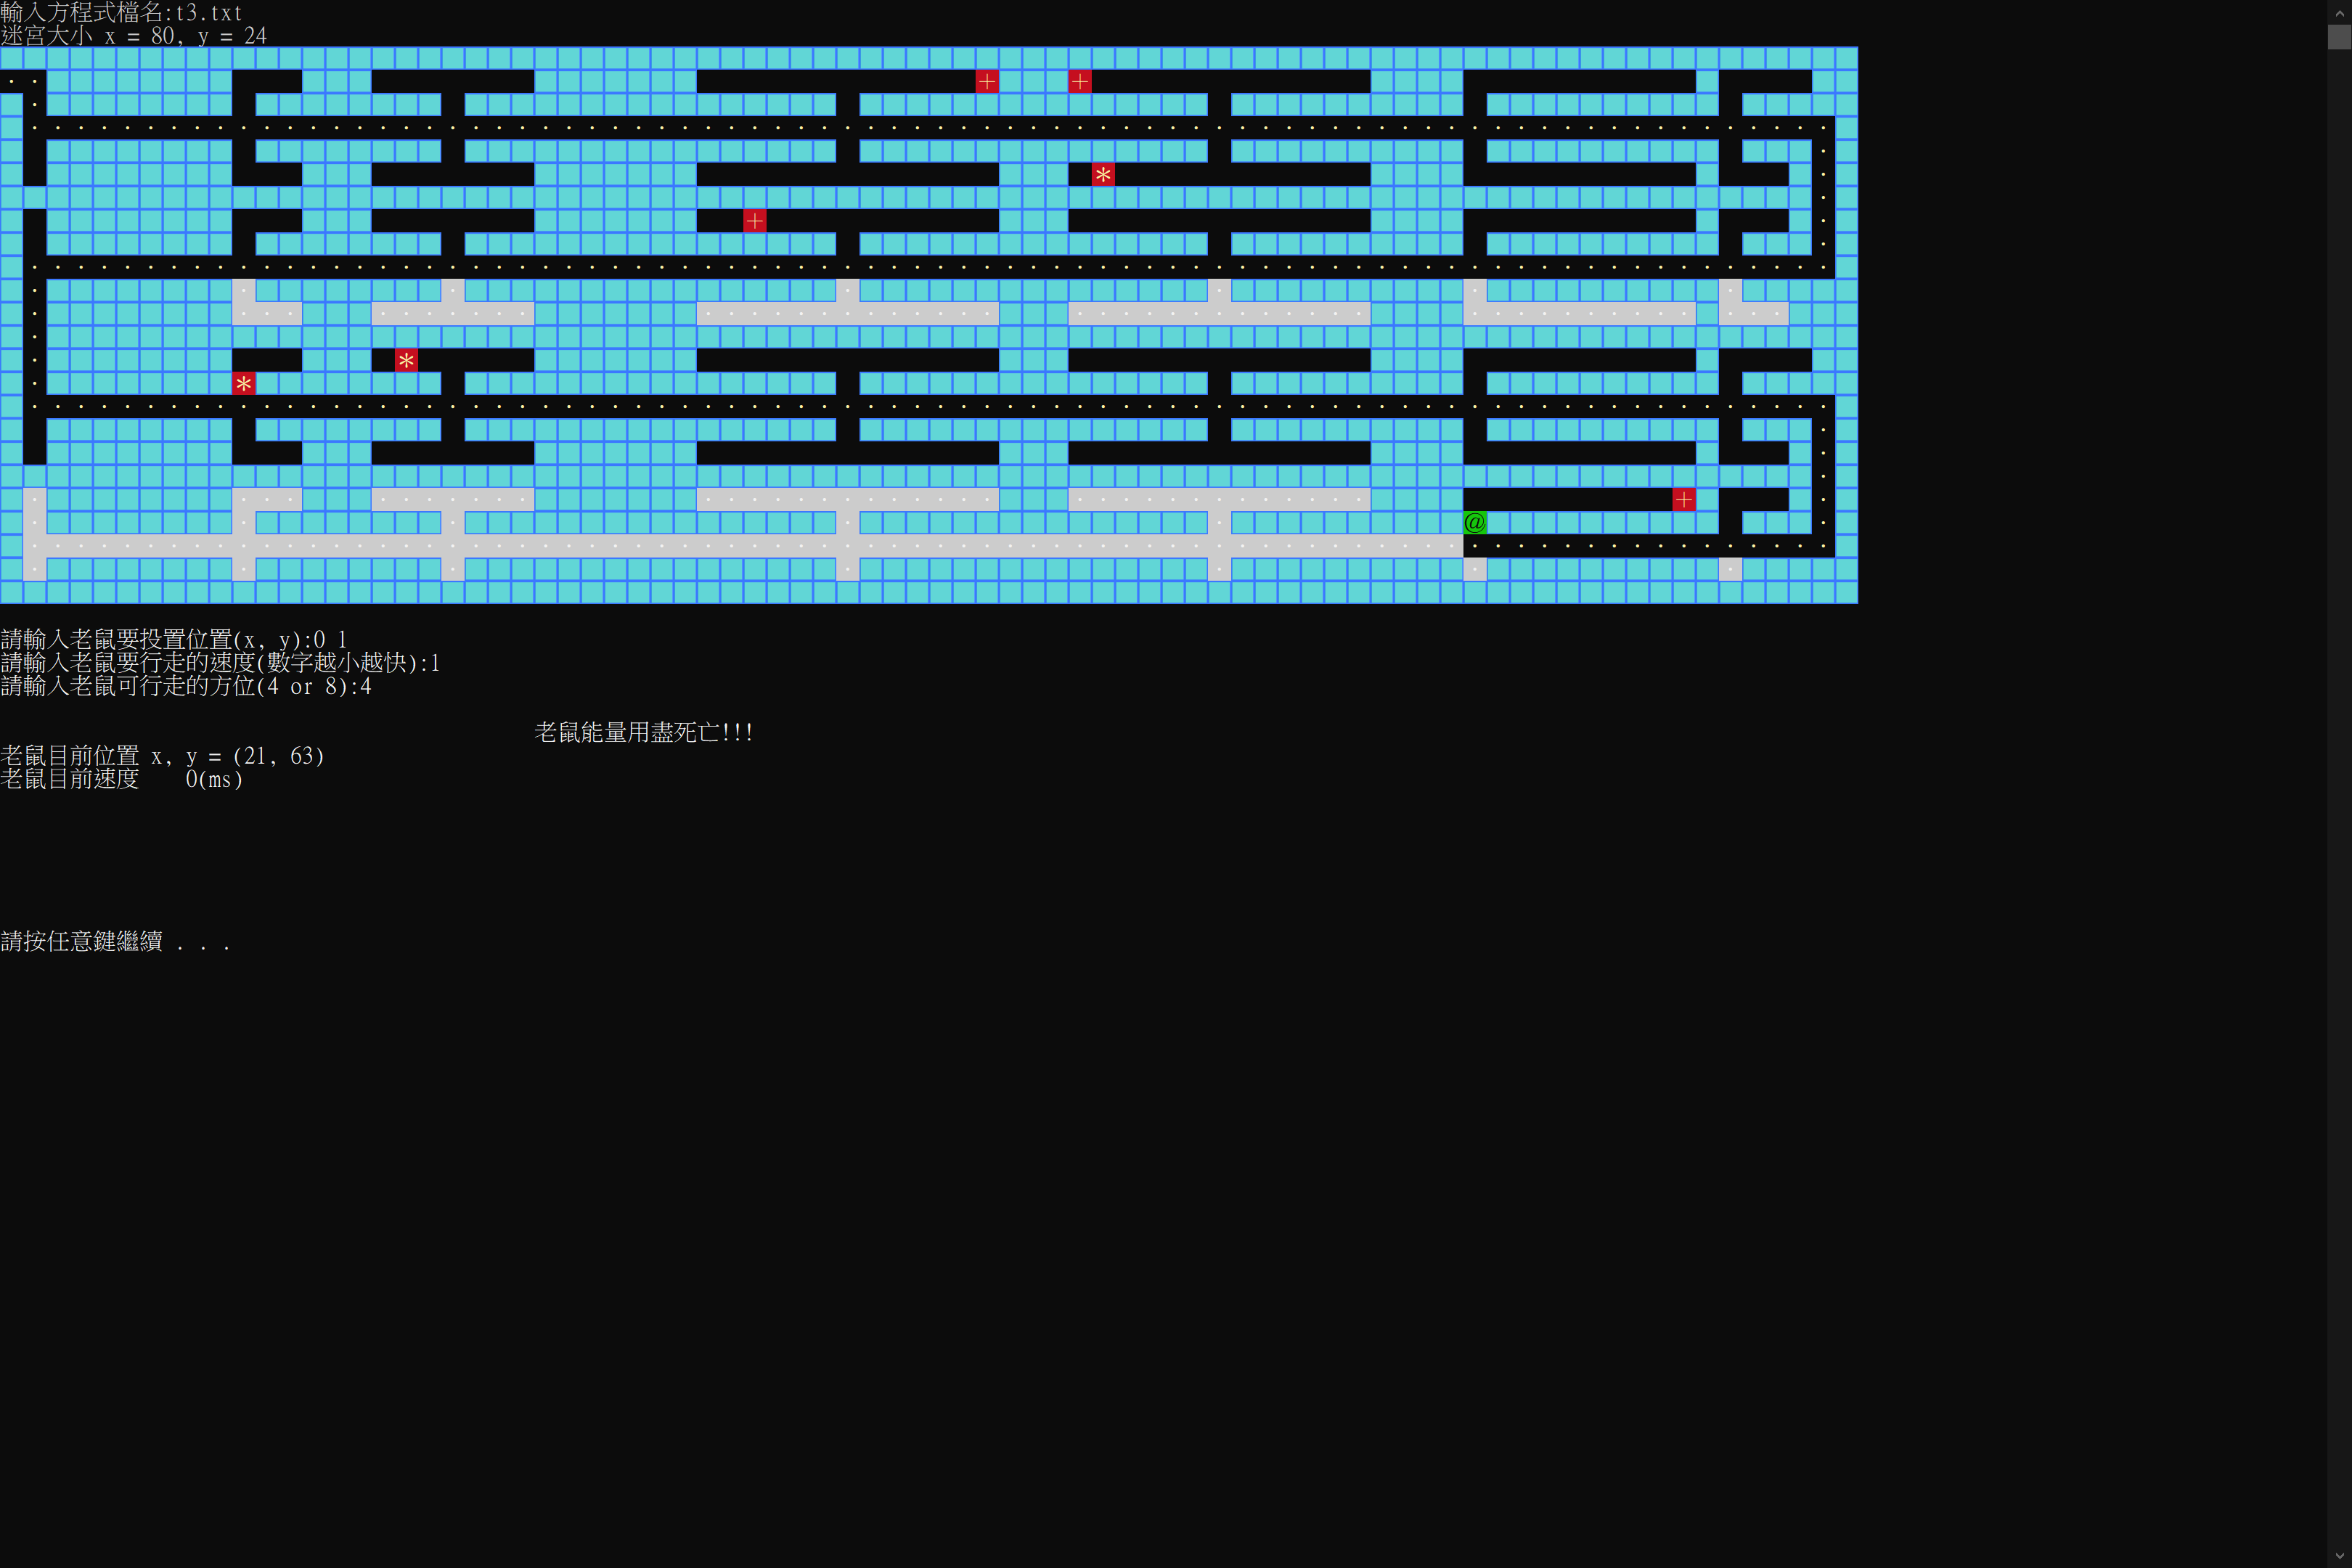 輸入方程式檔名:t3.txt
迷宮大小 x = 80, y = 24
+ +
*
+
*
*
+
@
請輸入老鼠要投置位置(x, y):0 1
請輸入老鼠要行走的速度(數字越小越快):1
請輸入老鼠可行走的方位(4 or 8):4
老鼠能量用盡死亡!!!
老鼠目前位置 x, y = (21, 63)
老鼠目前速度    0(ms)
請按任意鍵繼續 . . .